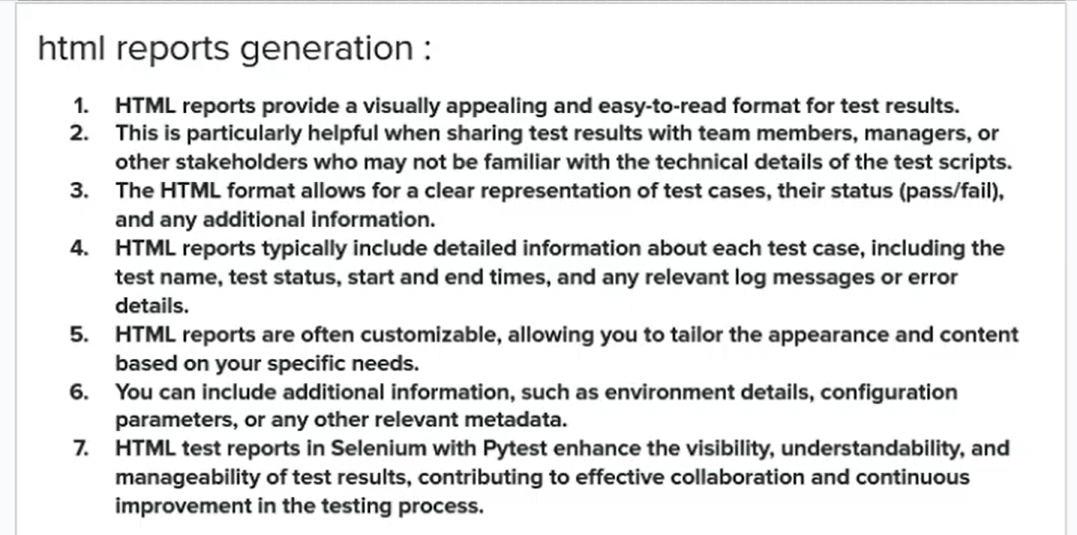 html reports generation :
1. HTML reports provide a visually appealing and easy-to-read format for test results.
2. This is particularly helpful when sharing test results with team members, managers, or
other stakeholders who may not be familiar with the technical details of the test scripts.
3. The HTML format allows for a clear representation of test cases, their status (pass/fail),
and any additional information.
4. HTML reports typically include detailed information about each test case, including the
test name, test status, start and end times, and any relevant log messages or error
details.
5. HTML reports are often customizable, allowing you to tailor the appearance and content
based on your specific needs.
6. You can include additional information, such as environment details, configuration
parameters, or any other relevant metadata.
7. HTML test reports in Selenium with Pytest enhance the visibility, understandability, and
manageability of test results, contributing to effective collaboration and continuous
improvement in the testing process.